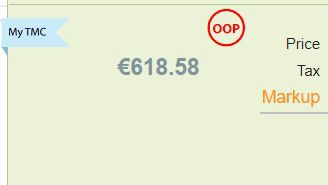 OOP
My TMC
Price
€618.58
Tax
Markup